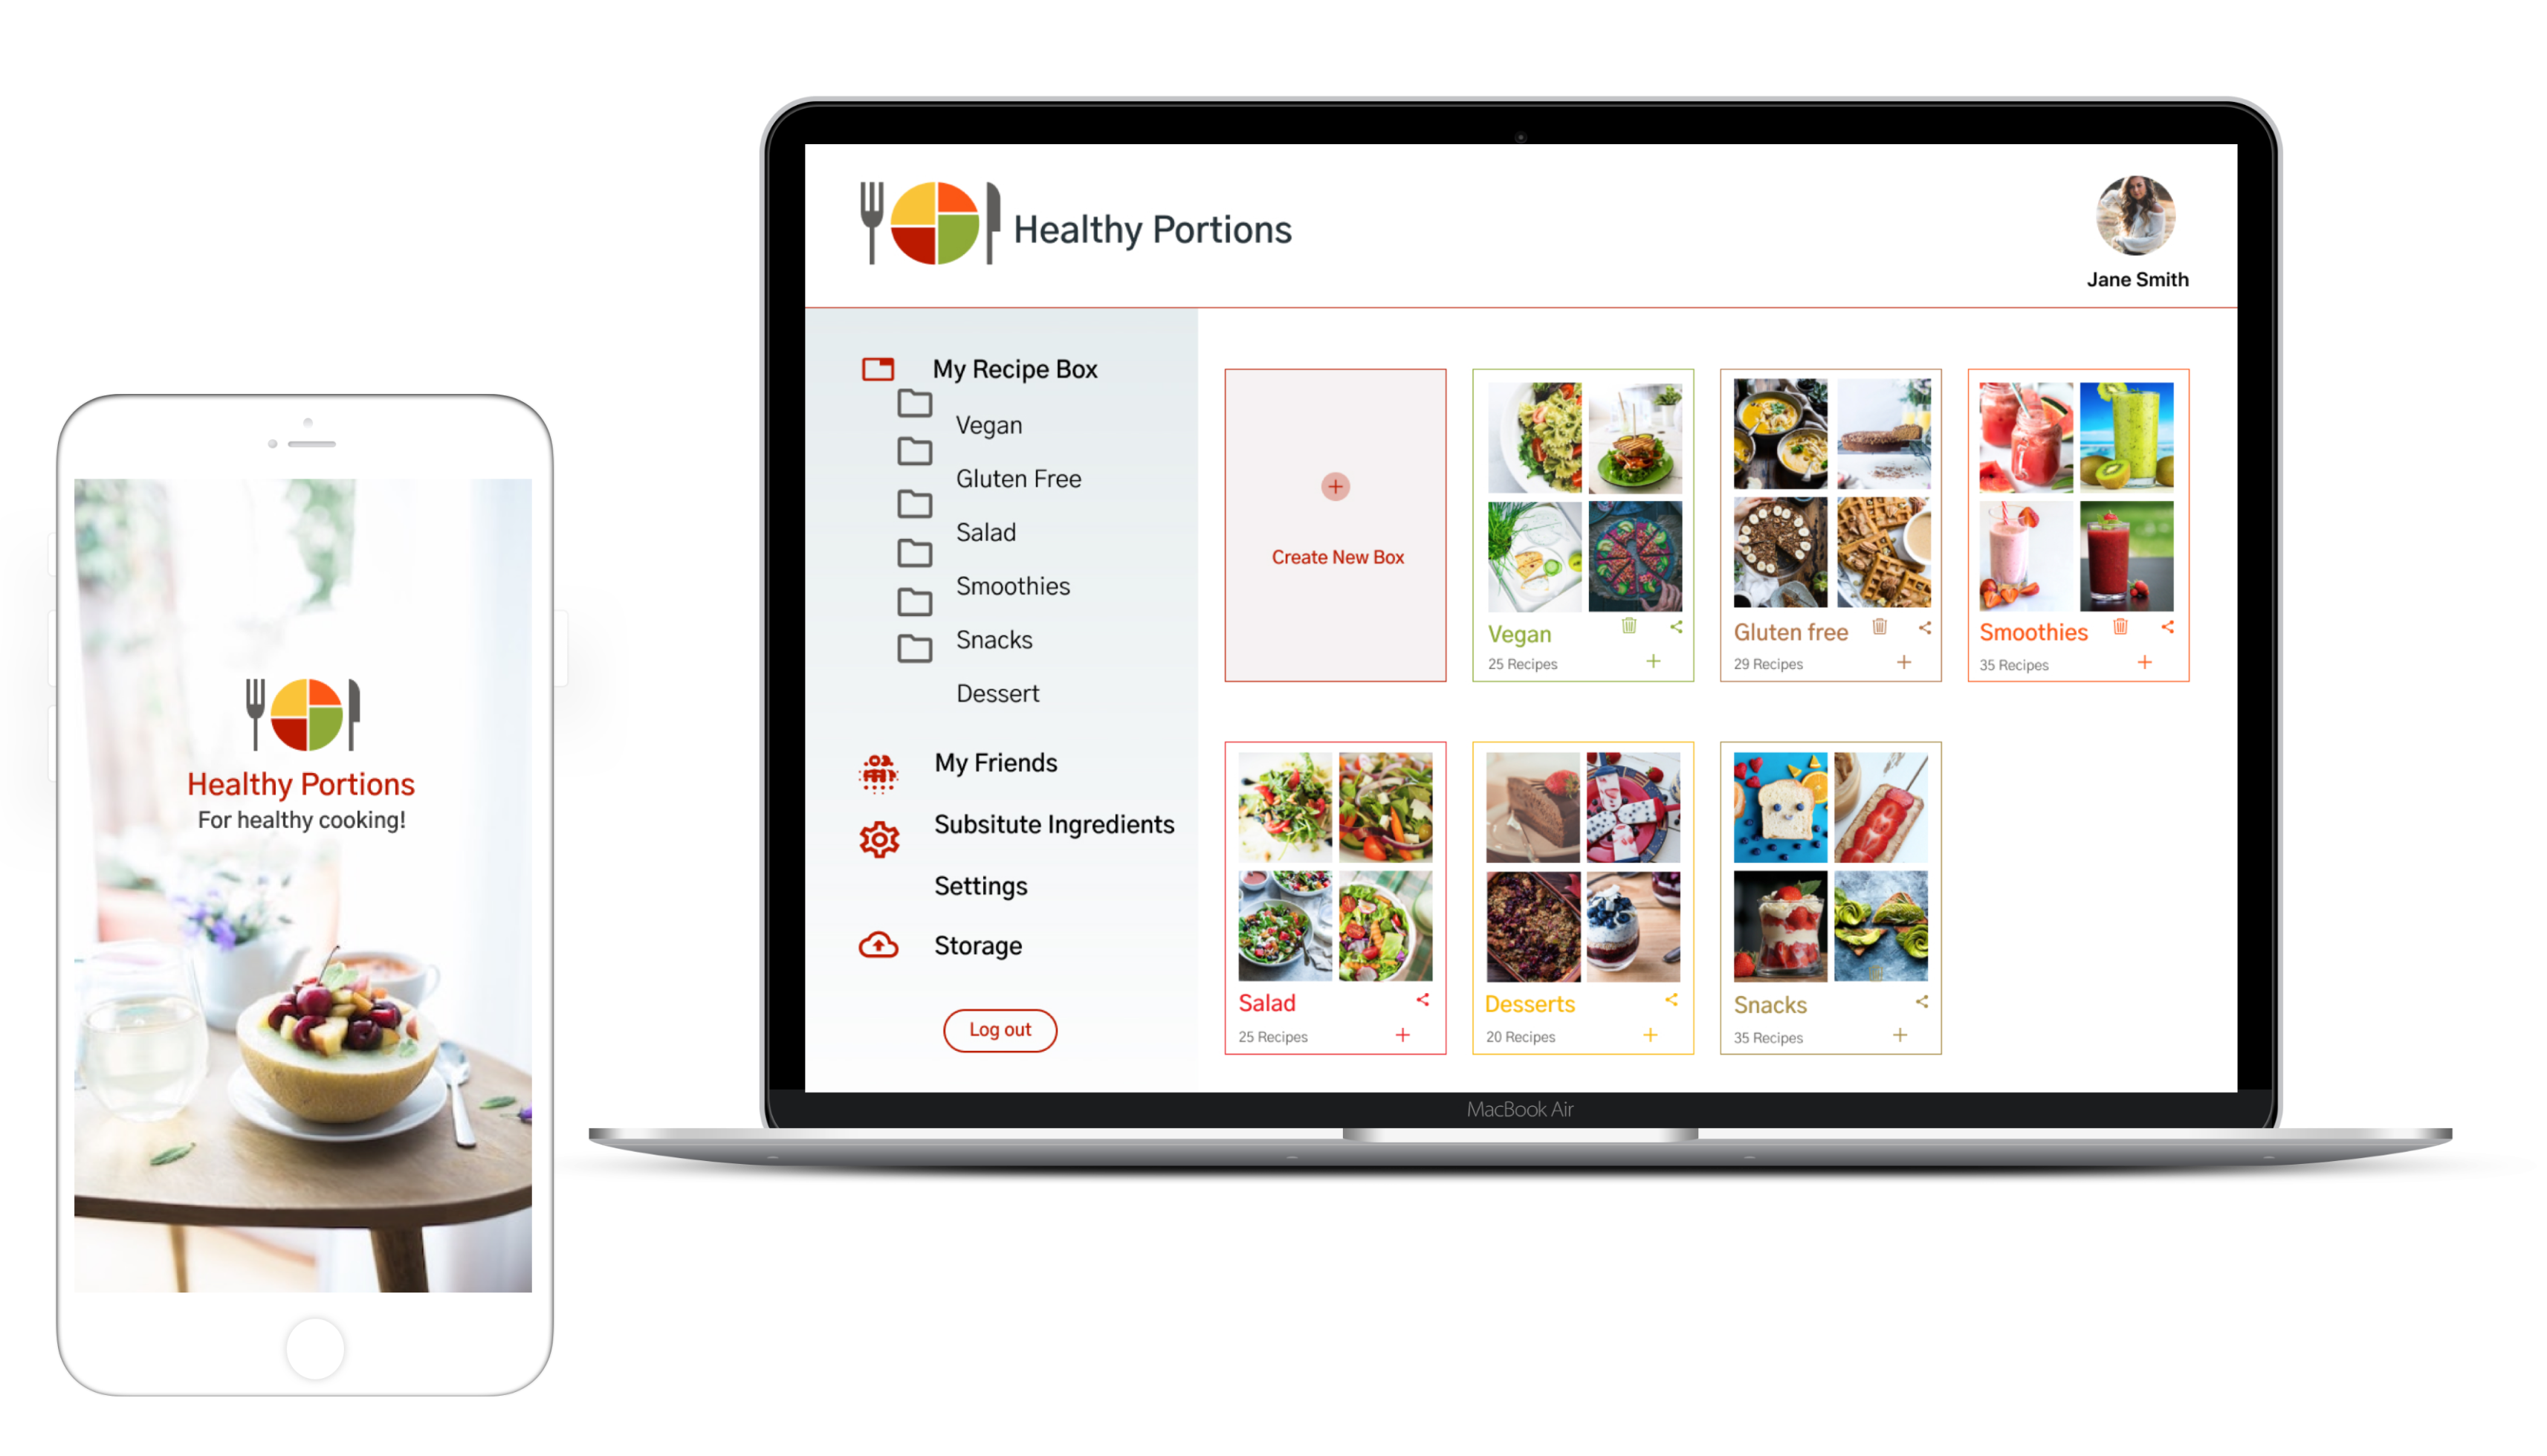 Healthy Portions
For healthy cooking!
Healthy Portions
Jane Smith
My Recipe Box
Vegan
Gluten Free
Salad
Smoothies
Snacks
Dessert
My Friends
Subsitute Ingredients
Settings
Storage
Log out
Create New Box
Vegan
25 Recipes
Gluten free
29 Recipes
Smoothies
35 Recipes
Salad
25 Recipes
Desserts
20 Recipes
Snacks
35 Recipes
MacBook Air